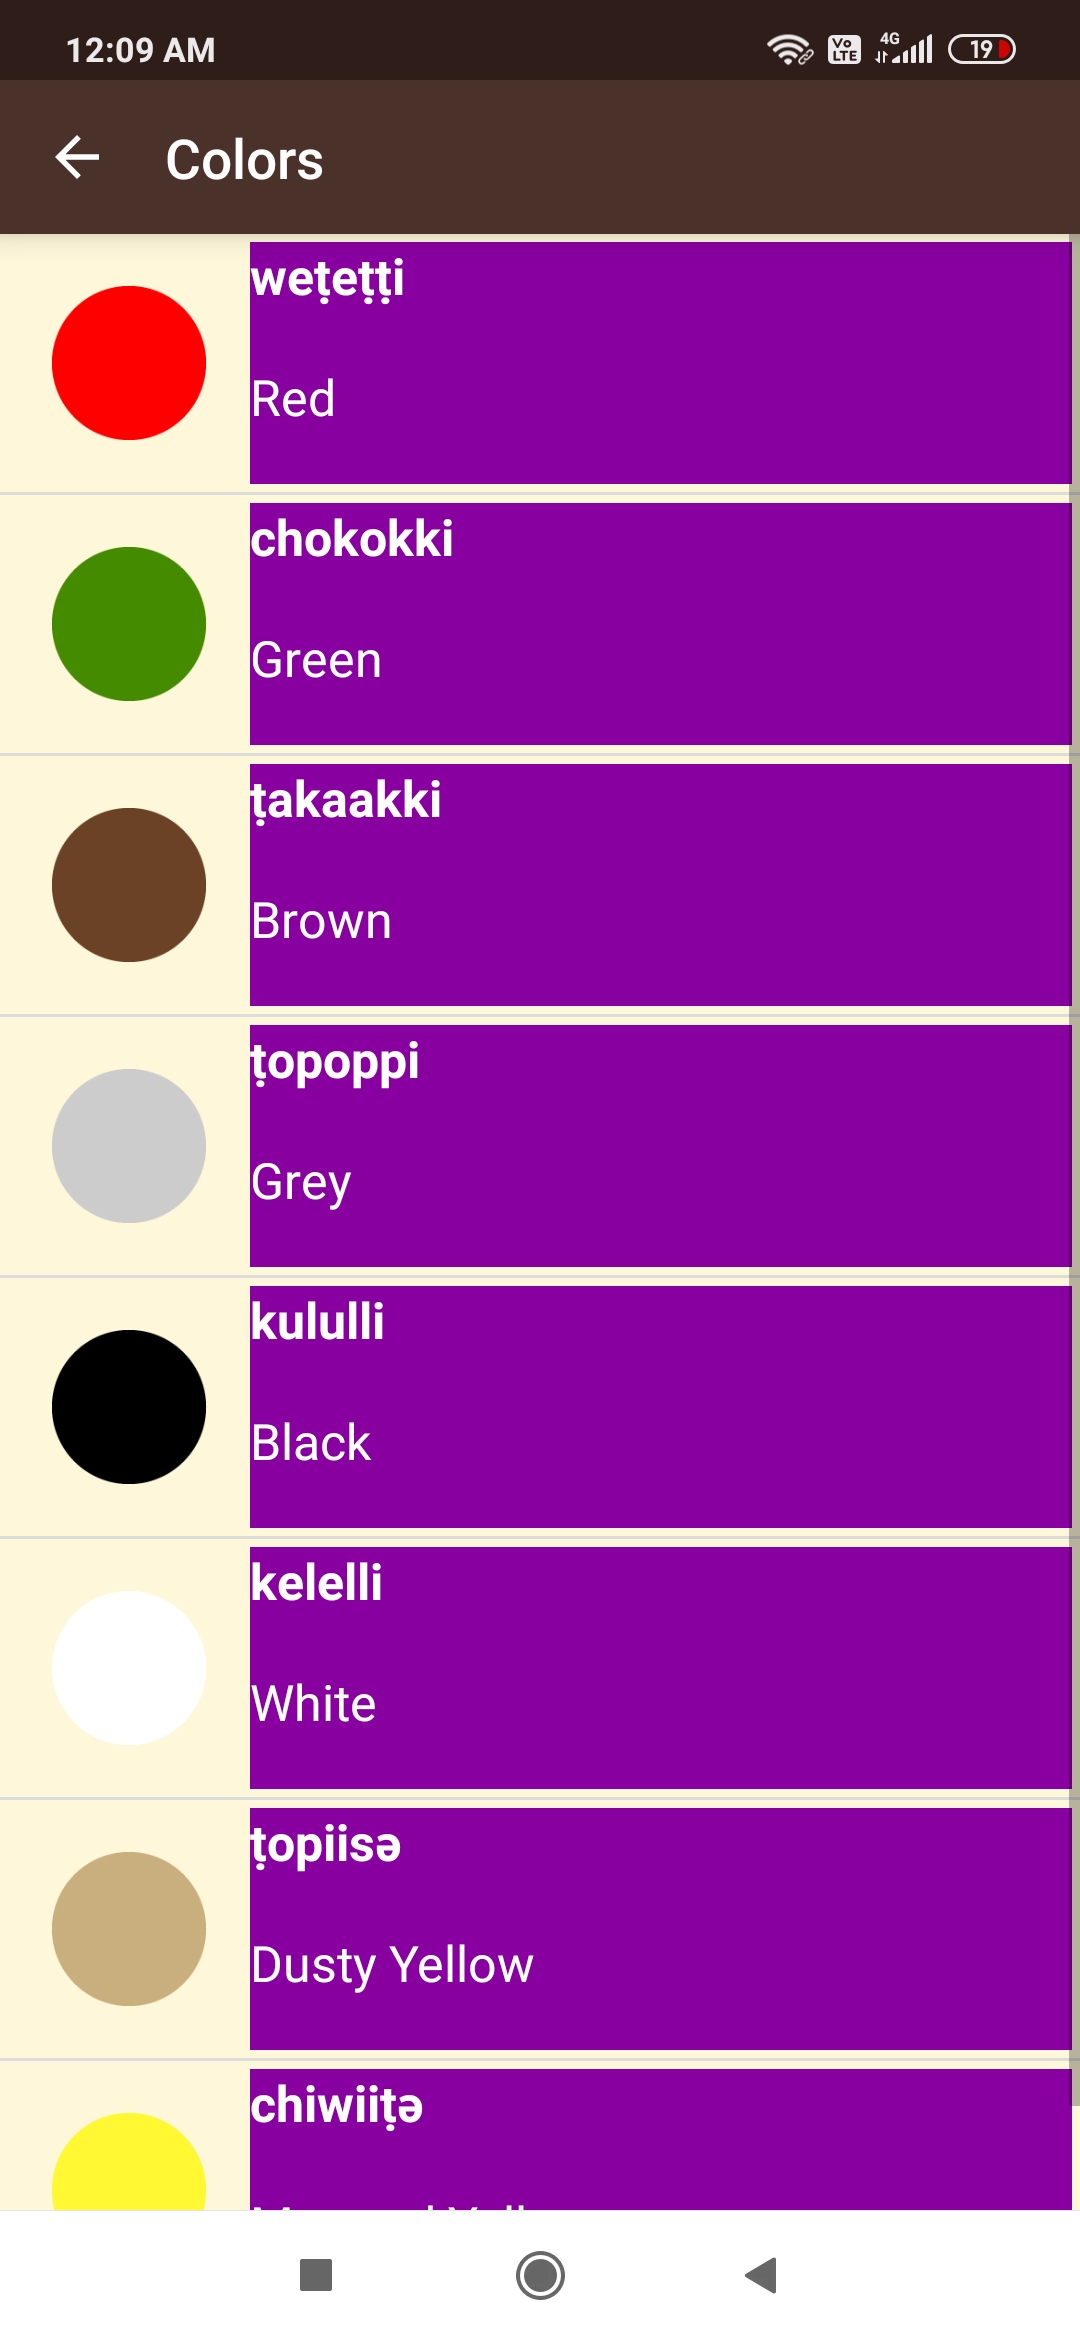 12:09 AM
Vo LTE
4G
19
Colors
weṭeṭṭi
Red
chokokki
Green
ṭakaakki
Brown
ṭopoppi
Grey
kululli
Black
kelelli
White
ṭopiisə
Dusty Yellow
chiwiiṭə